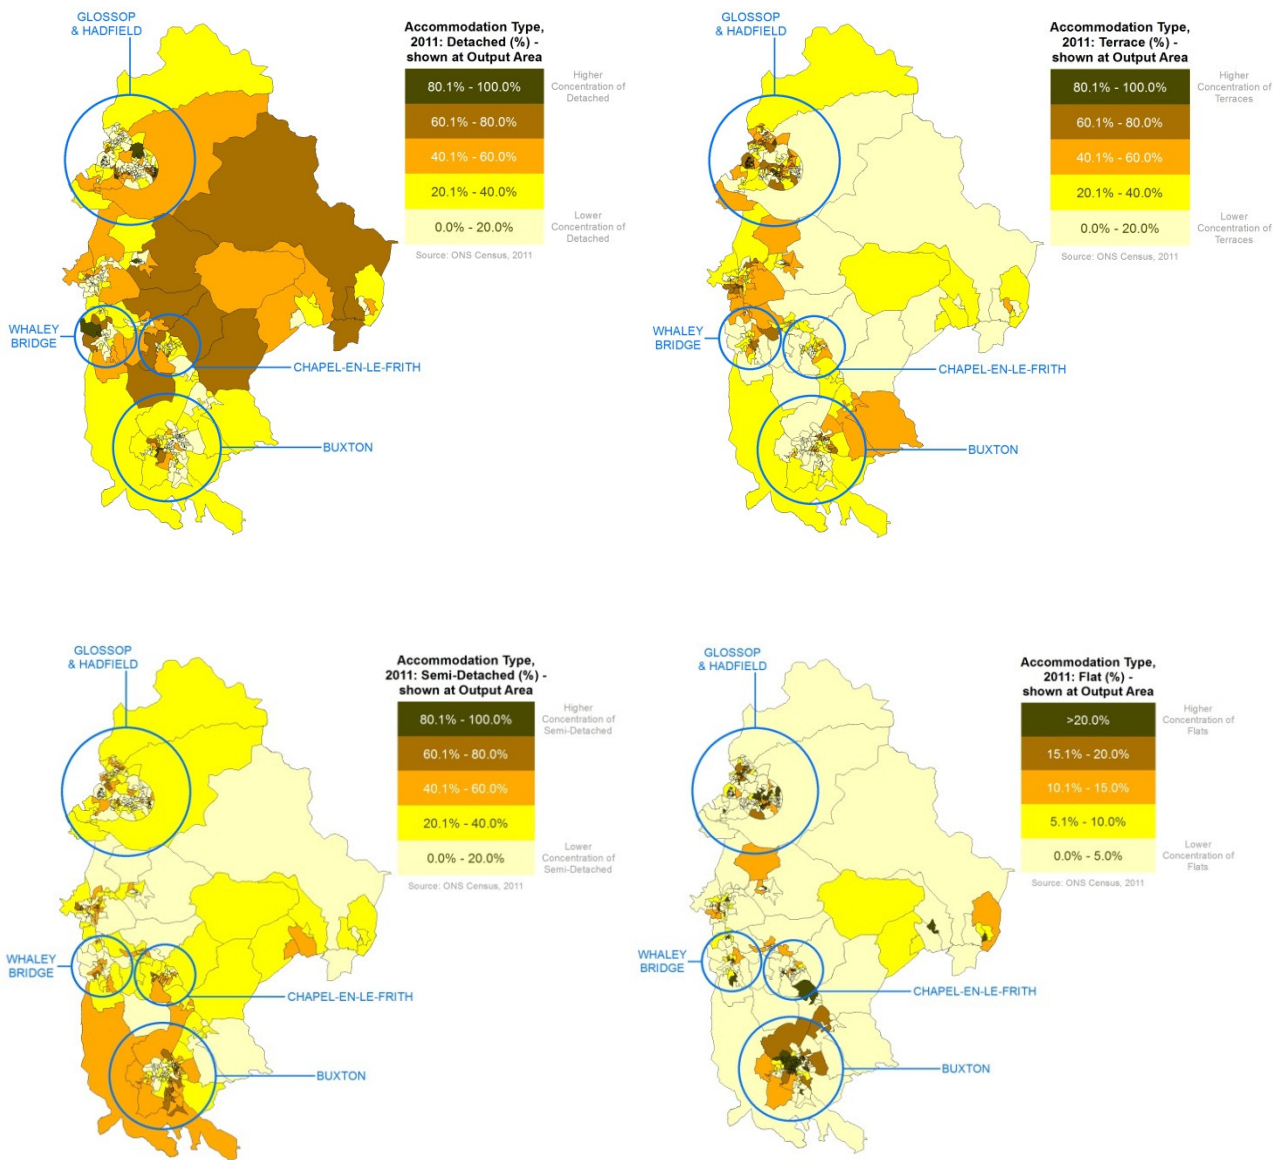 GLOSSOP
& HADFIELD
Accommodation Type,
2011: Detached (%) -
shown at Output Area
80.1% - 100.0%
60.1% - 80.0%
40.1% - 60.0%
20.1% - 40.0%
0.0% - 20.0%
Higher
Concentration of
Detached
Lower
Concentration of
Detached
Source: ONS Census, 2011
WHALEY
BRIDGE
CHAPEL-EN-LE-FRITH
BUXTON
GLOSSOP
& HADFIELD
Accommodation Type,
2011: Terrace (%) -
shown at Output Area
80.1% - 100.0%
60.1% - 80.0%
40.1% - 60.0%
20.1% - 40.0%
0.0% - 20.0%
Higher
Concentration of
Terraces
Lower
Concentration of
Terraces
Source: ONS Census, 2011
WHALEY
BRIDGE
CHAPEL-EN-LE-FRITH
BUXTON
GLOSSOP
& HADFIELD
Accommodation Type,
2011: Semi-Detached (%) -
shown at Output Area
80.1% - 100.0%
60.1% - 80.0%
40.1% - 60.0%
20.1% - 40.0%
0.0% - 20.0%
Higher
Concentration of
Semi-Detached
Lower
Concentration of
Semi-Detached
Source: ONS Census, 2011
WHALEY
BRIDGE
CHAPEL-EN-LE-FRITH
BUXTON
GLOSSOP
& HADFIELD
Accommodation Type,
2011: Flat (%) -
shown at Output Area
>20.0%
15.1% - 20.0%
10.1% - 15.0%
5.1% - 10.0%
0.0% - 5.0%
Higher
Concentration of
Flats
Lower
Concentration of
Flats
Source: ONS Census, 2011
WHALEY
BRIDGE
CHAPEL-EN-LE-FRITH
BUXTON